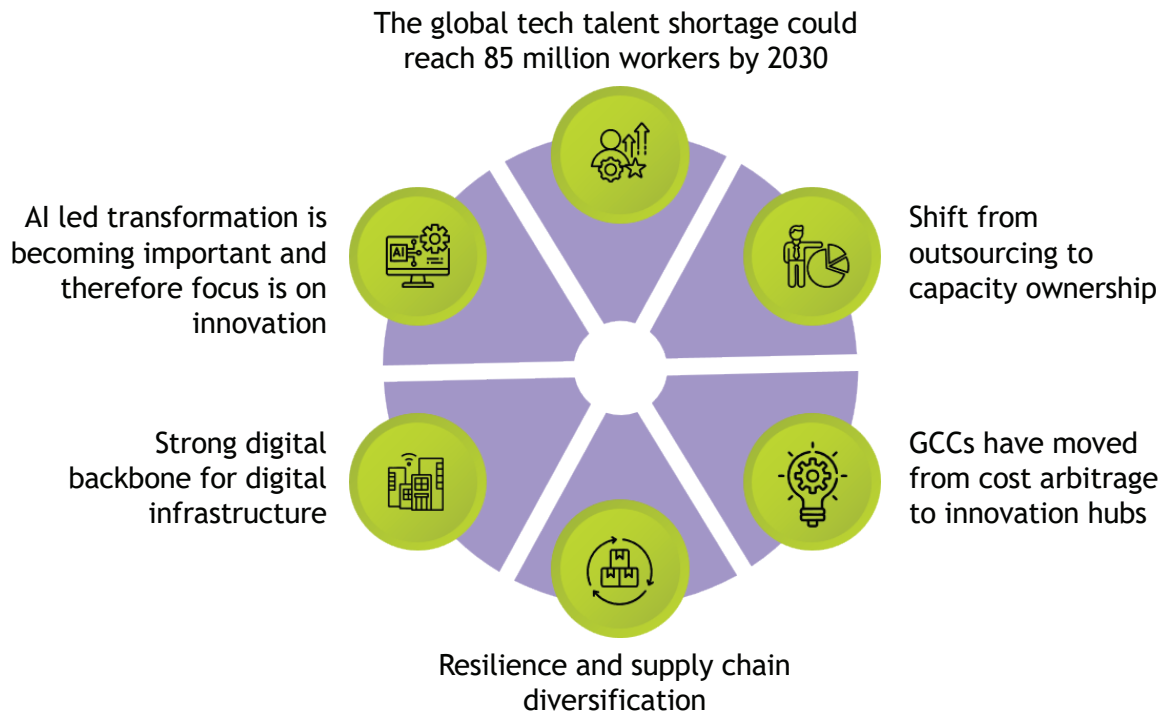 The global tech talent shortage could
reach 85 million workers by 2030
AI led transformation is
becoming important and
therefore focus is on
innovation
AI
Shift from
outsourcing to
capacity ownership
Strong digital
backbone for digital
infrastructure
GCCs have moved
from cost arbitrage
to innovation hubs
Resilience and supply chain
diversification